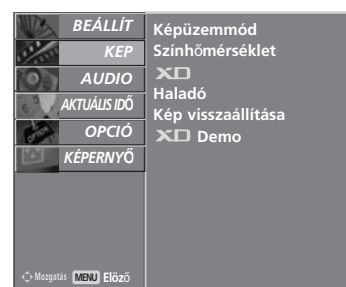 BEÁLLÍT
KEP
AUDIO
AKTUÁLIS IDŐ
OPCIÓ
KÉPERNYŐ
Mozgatás MENU Előző
Képüzemmód
Színhőmérséklet
XD
Haladó
Kép visszaállítása
XD Demo